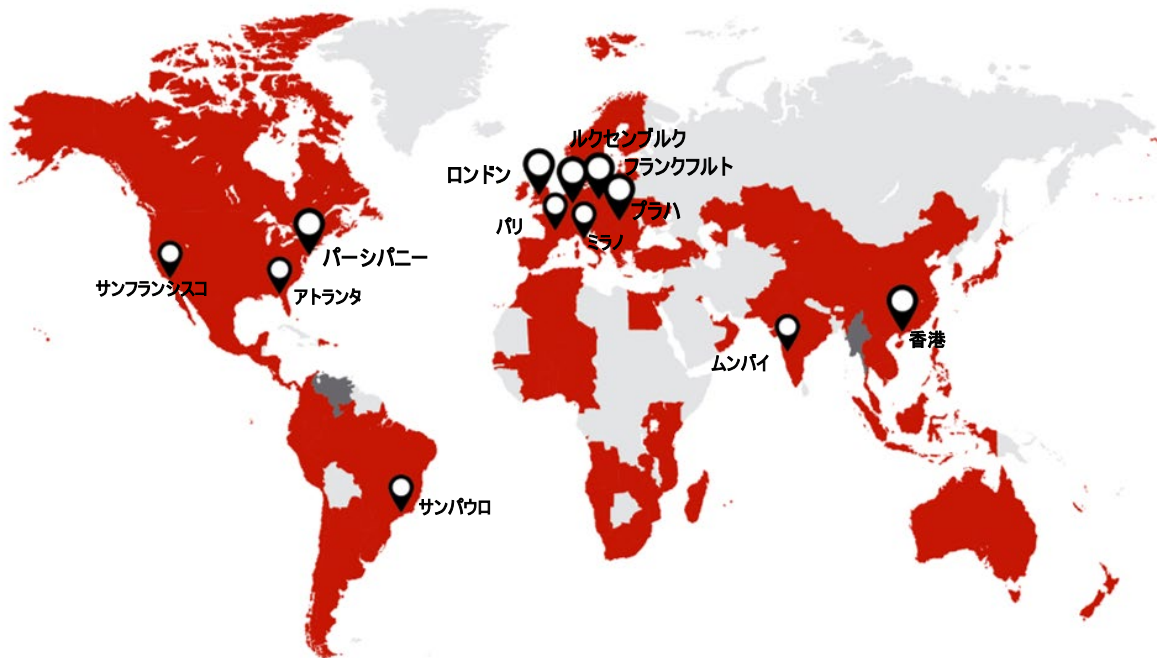 ルクセンブルク
ロンドン
フランクフルト
パリ
プラハ
ミラノ
パーシパニー
サンフランシスコ
アトランタ
ムンバイ
香港
サンパウロ